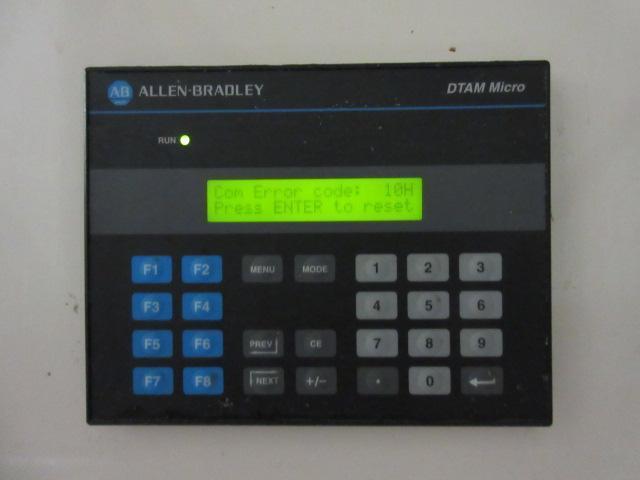 AB ALLEN-BRADLEY
DTAM Micro
RUN
Com Error code: 10H
Press ENTER to reset
F1 F2 MENU MODE 1 2 3
F3 F4 4 5 6
F5 F6 PREV CE 7 8 9
F7 F8 NEXT +/- . 0